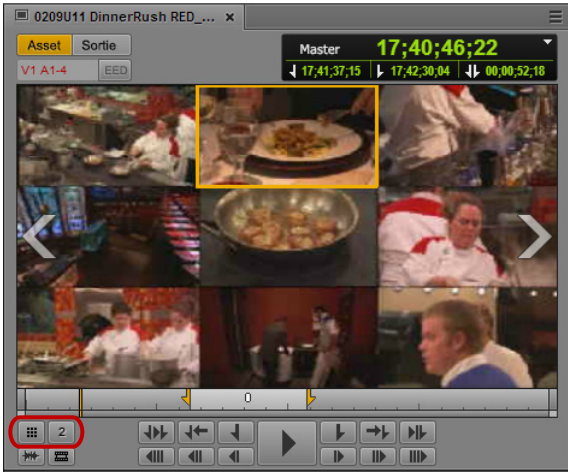 0209U11 DinnerRush RED_... x
Asset Sortie
Master 17;40;46;22
V1 A1-4 EED
17;41;37;15 17;42;30;04 00;00;52;18
0
2